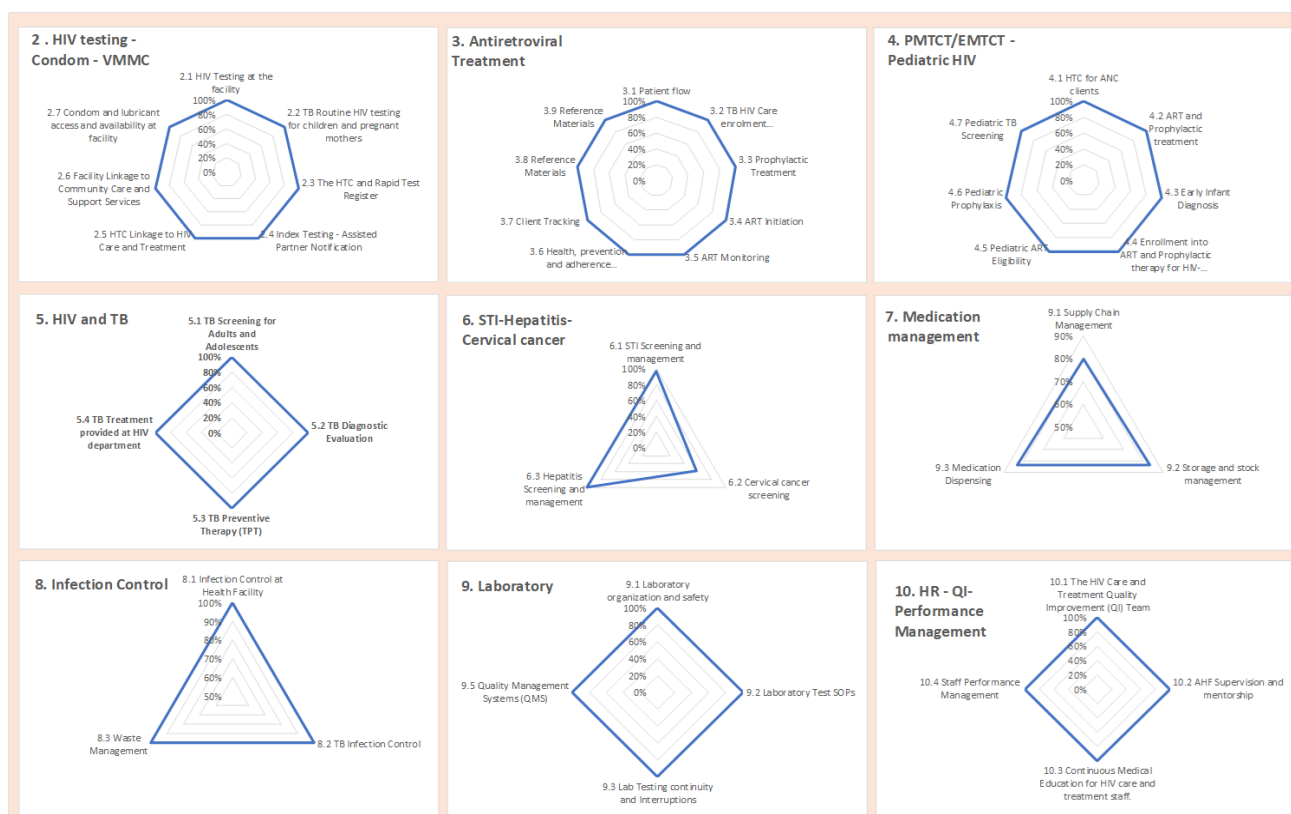 2 . HIV testing -
Condom - VMMC
2.1 HIV Testing at the
facility
100%
80%
60%
40%
20%
0%
2.2 TB Routine HIV testing
for children and pregnant
mothers
2.3 The HTC and Rapid Test
Register
2.4 Index Testing - Assisted
Partner Notification
2.5 HTC Linkage to HIV
Care and Treatment
2.6 Facility Linkage to
Community Care and
Support Services
2.7 Condom and lubricant
access and availability at
facility
3. Antiretroviral
Treatment
3.1 Patient flow
100%
80%
60%
40%
20%
0%
3.2 TB HIV Care
enrolment...
3.3 Prophylactic
Treatment
3.4 ART Initiation
3.5 ART Monitoring
3.6 Health, prevention
and adherence...
3.7 Client Tracking
3.8 Reference
Materials
3.9 Reference
Materials
4. PMTCT/EMTCT -
Pediatric HIV
4.1 HTC for ANC
clients
100%
80%
60%
40%
20%
0%
4.2 ART and
Prophylactic
treatment
4.3 Early Infant
Diagnosis
4.4 Enrollment into
ART and Prophylactic
therapy for HIV-...
4.5 Pediatric ART
Eligibility
4.6 Pediatric
Prophylaxis
4.7 Pediatric TB
Screening
5. HIV and TB
5.1 TB Screening for
Adults and
Adolescents
100%
80%
60%
40%
20%
0%
5.2 TB Diagnostic
Evaluation
5.3 TB Preventive
Therapy (TPT)
5.4 TB Treatment
provided at HIV
department
6. STI-Hepatitis-
Cervical cancer
6.1 STI Screening and
management
100%
80%
60%
40%
20%
0%
6.2 Cervical cancer
screening
6.3 Hepatitis
Screening and
management
7. Medication
management
9.1 Supply Chain
Management
90%
80%
70%
60%
50%
9.2 Storage and stock
management
9.3 Medication
Dispensing
8. Infection Control
8.1 Infection Control at
Health Facility
100%
90%
80%
70%
60%
50%
8.2 TB Infection Control
8.3 Waste
Management
9. Laboratory
9.1 Laboratory
organization and safety
100%
80%
60%
40%
20%
0%
9.2 Laboratory Test SOPs
9.3 Lab Testing continuity
and Interruptions
9.5 Quality Management
Systems (QMS)
10. HR - QI-
Performance
Management
10.1 The HIV Care and
Treatment Quality
Improvement (QI) Team
100%
80%
60%
40%
20%
0%
10.2 AHF Supervision and
mentorship
10.3 Continuous Medical
Education for HIV care and
treatment staff.
10.4 Staff Performance
Management